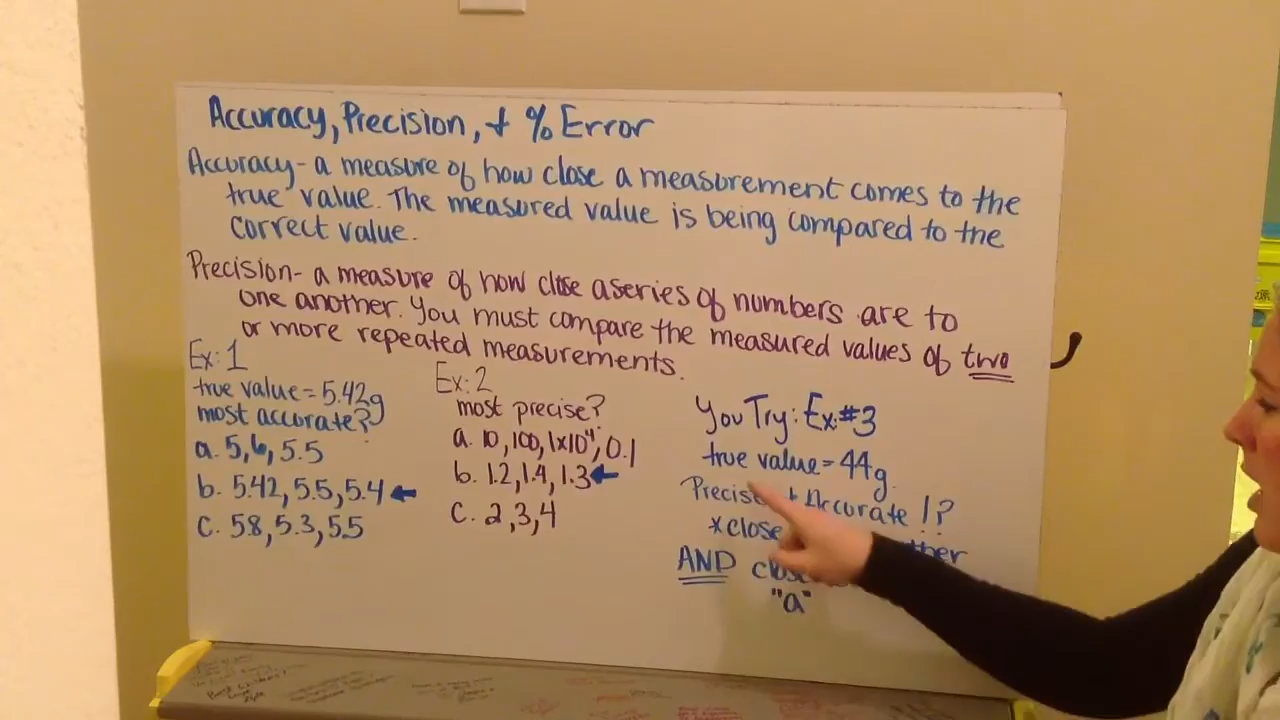 Accuracy, Precision, + % Error
Accuracy - a measure of how close a measurement comes to the
true value. The measured value is being compared to the
correct value.
Precision - a measure of how close a series of numbers are to
one another. You must compare the measured values of two
or more repeated measurements.
Ex: 1
true value = 5.42g
most accurate?
a. 5, 6, 5.5
b. 5.42, 5.5, 5.4
c. 5.8, 5.3, 5.5
Ex: 2
most precise?
a. 10, 100, 1x10⁴, 0.1
b. 1.2, 1.4, 1.3
c. 2, 3, 4
You Try: Ex: #3
true value = 44g
Precise + Accurate !?
*close
AND
"a"